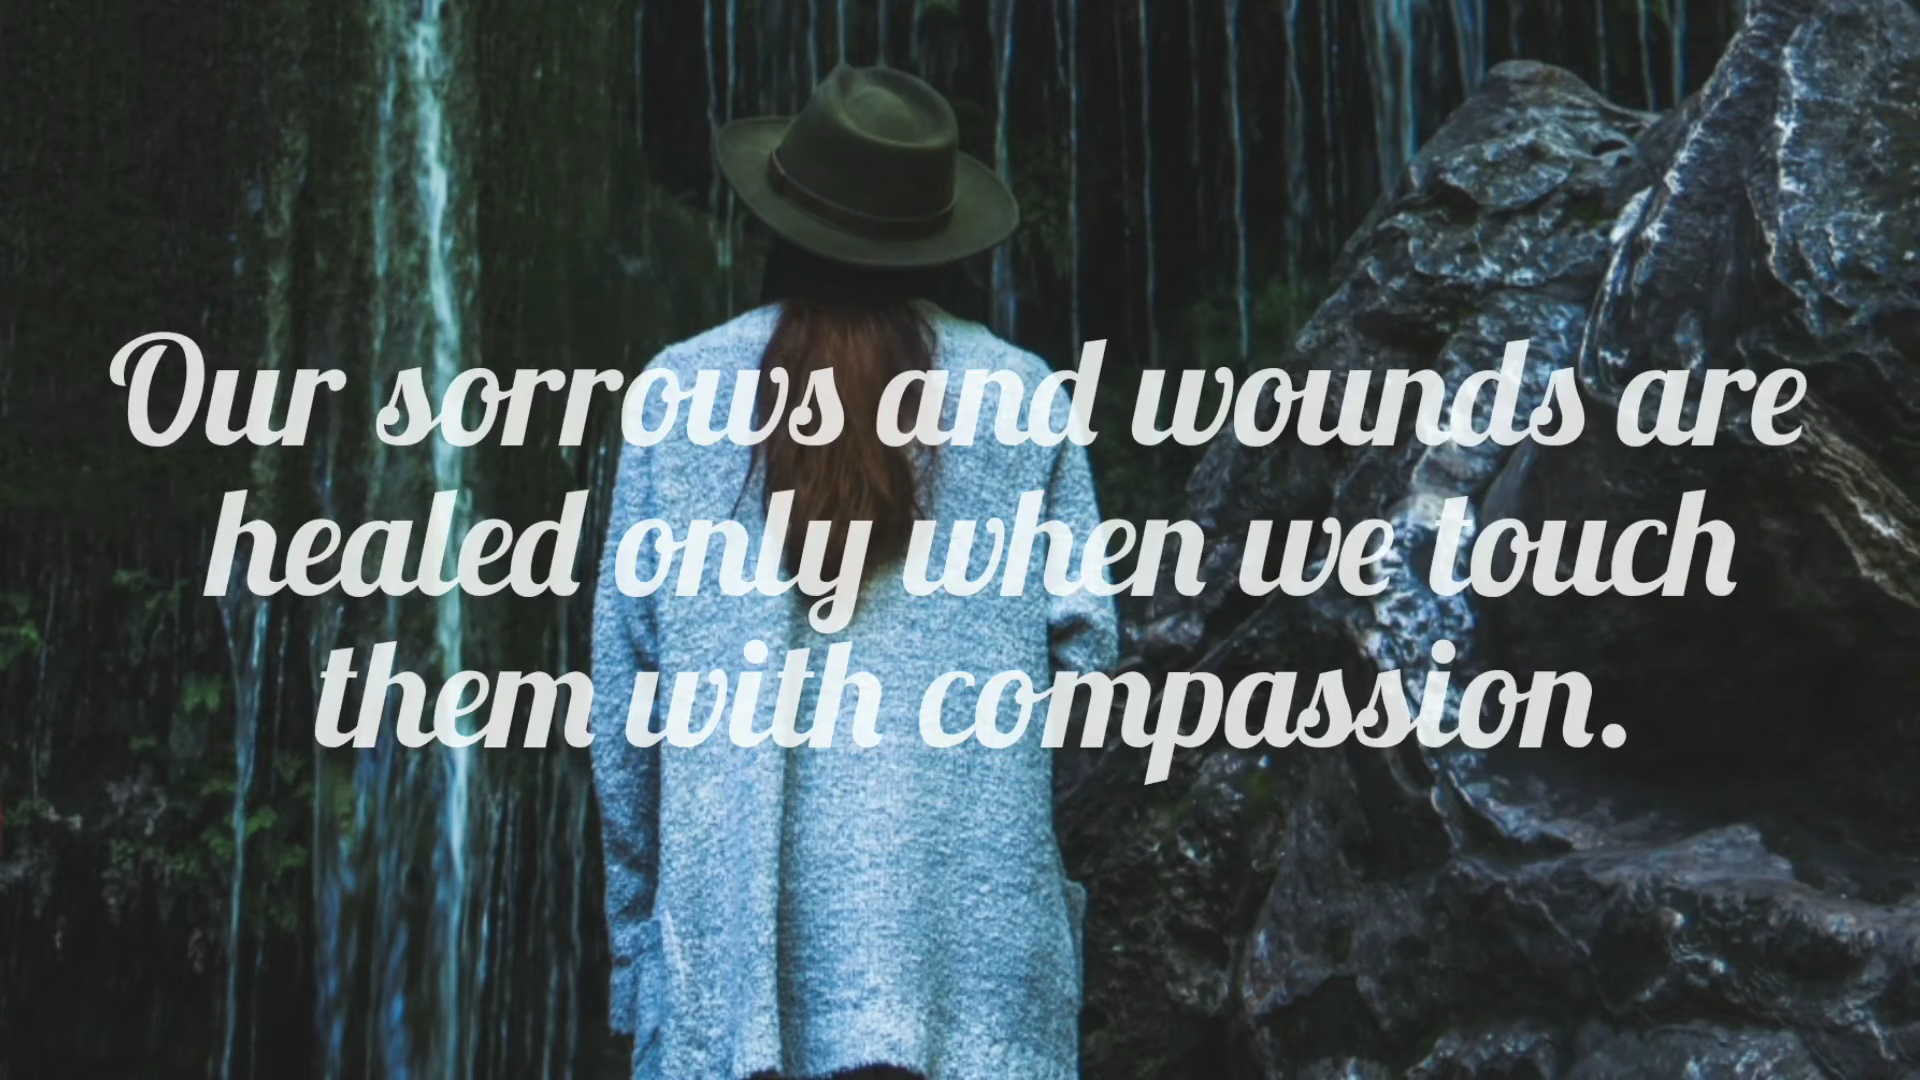 Our sorrows and wounds are
healed only when we touch
them with compassion.